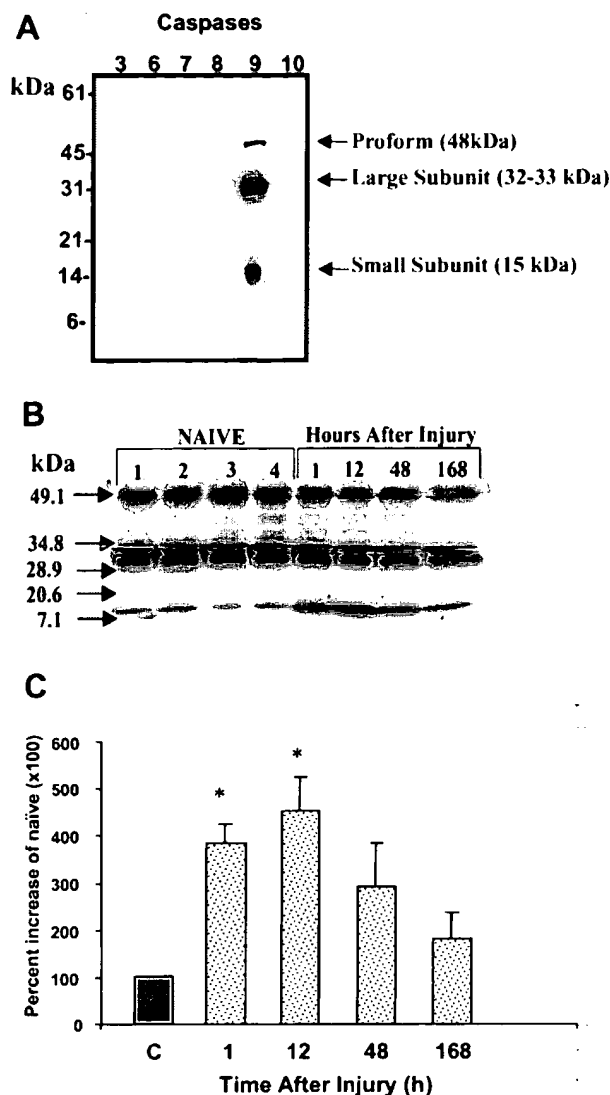 A
Caspases
3 6 7 8 9 10
kDa 61-
45-
31-
21-
14-
6-
Proform (48kDa)
Large Subunit (32-33 kDa)
Small Subunit (15 kDa)
B
NAIVE Hours After Injury
kDa 1 2 3 4 1 12 48 168
49.1
34.8
28.9
20.6
7.1
C
Percent increase of naïve (x100)
600
500
400
300
200
100
0
* *
C 1 12 48 168
Time After Injury (h)